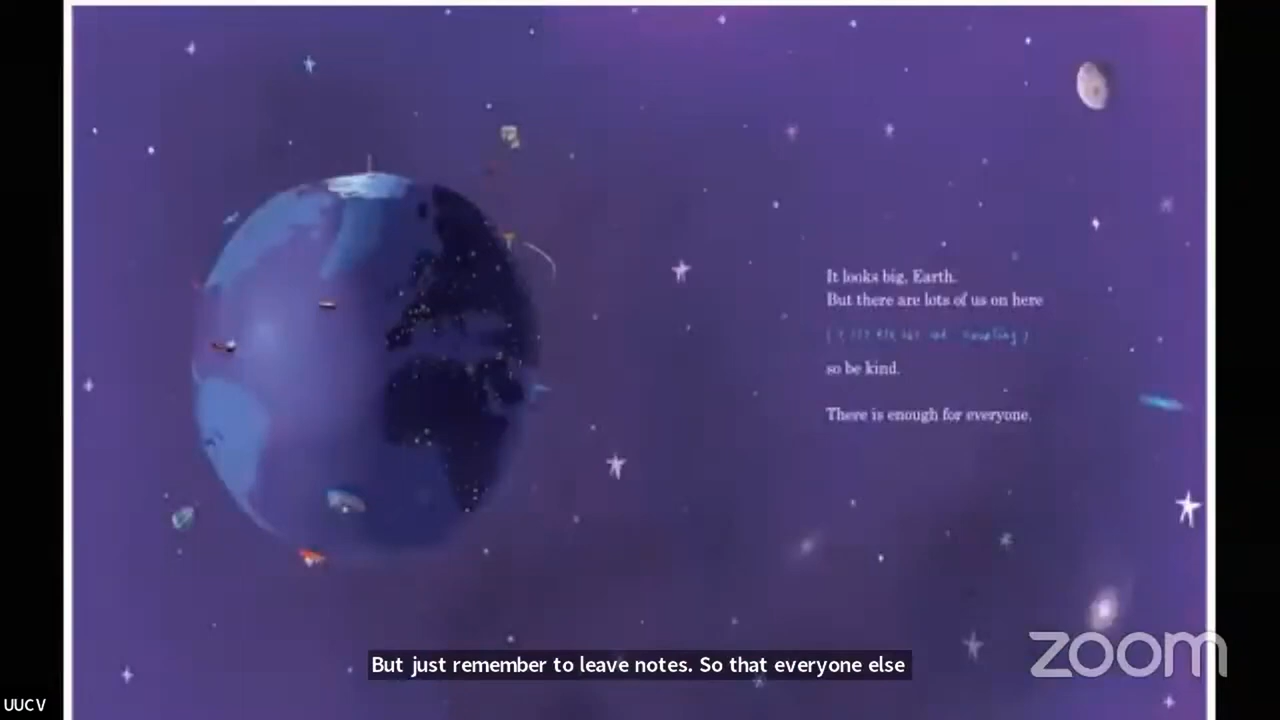 It looks big, Earth.
But there are lots of us on here
counting)
so be kind.
There is enough for everyone.
But just remember to leave notes. So that everyone else
zoom
UUCV